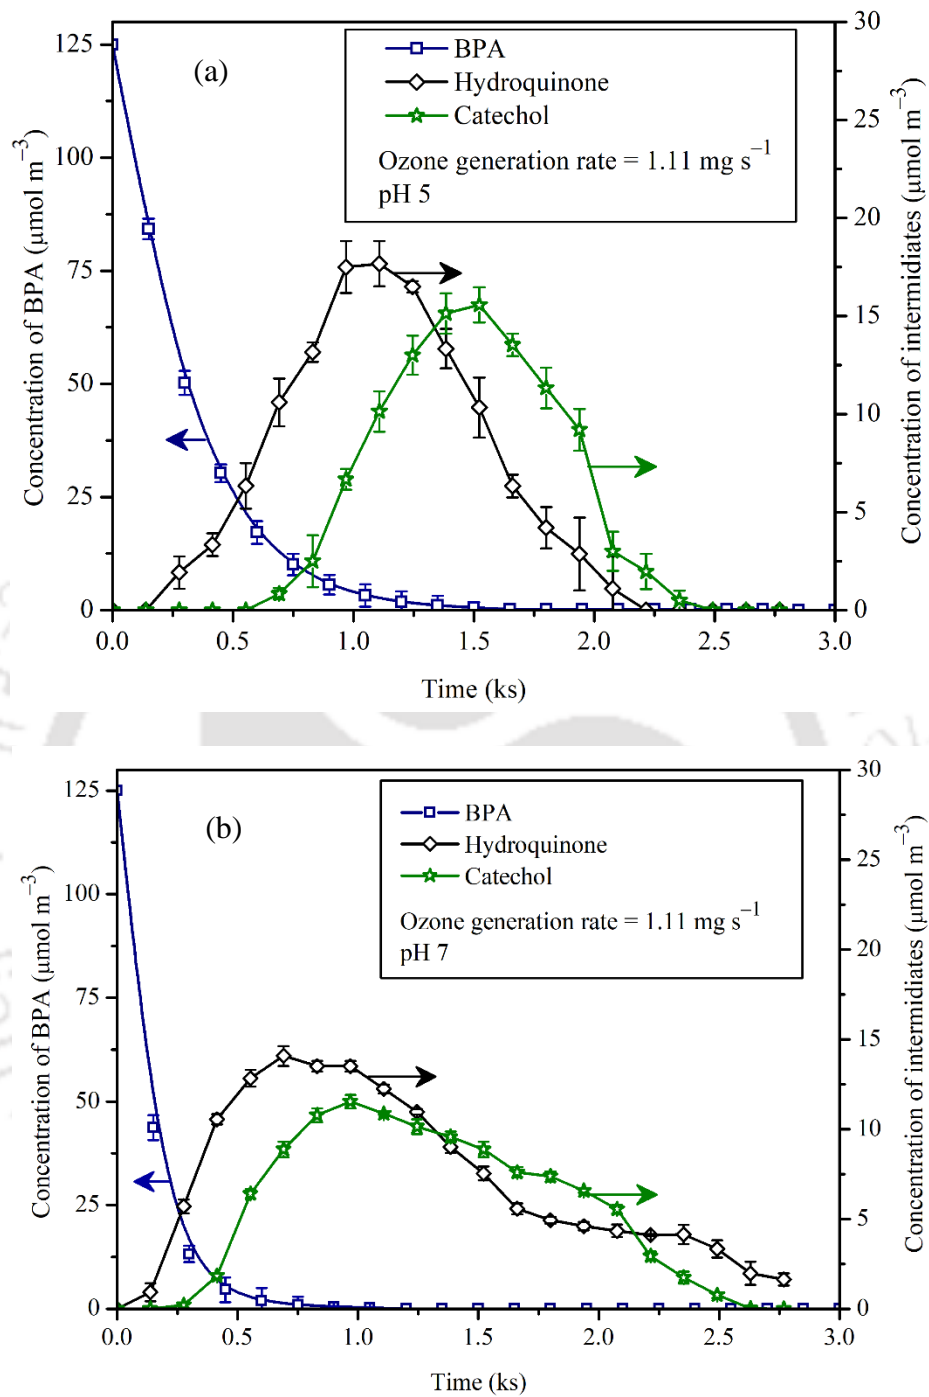 (a)
BPA
Hydroquinone
Catechol
Ozone generation rate = 1.11 mg s⁻¹
pH 5
Concentration of BPA (µmol m⁻³)
125
100
75
50
25
0
Concentration of intermidiates (µmol m⁻³)
30
25
20
15
10
5
0
0.0 0.5 1.0 1.5 2.0 2.5 3.0
Time (ks)
(b)
BPA
Hydroquinone
Catechol
Ozone generation rate = 1.11 mg s⁻¹
pH 7
Concentration of BPA (µmol m⁻³)
125
100
75
50
25
0
Concentration of intermidiates (µmol m⁻³)
30
25
20
15
10
5
0
0.0 0.5 1.0 1.5 2.0 2.5 3.0
Time (ks)